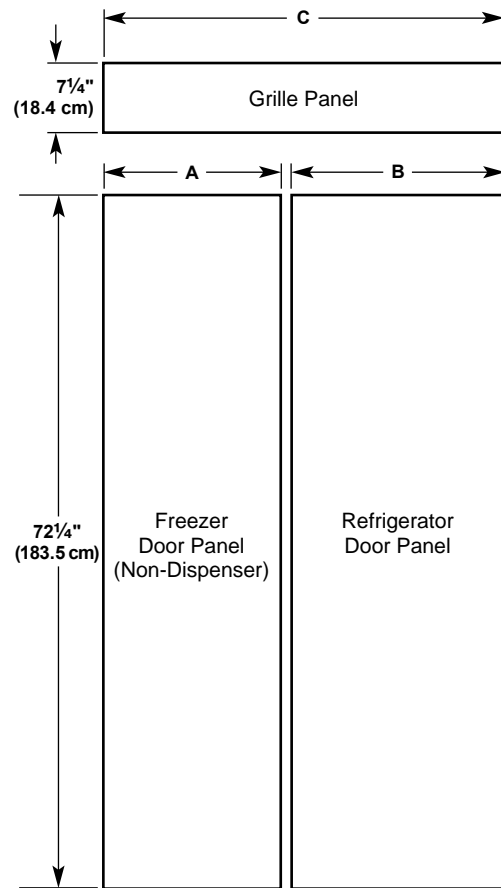 C
7¼"
(18.4 cm)
Grille Panel
A
B
72¼"
(183.5 cm)
Freezer
Door Panel
(Non-Dispenser)
Refrigerator
Door Panel